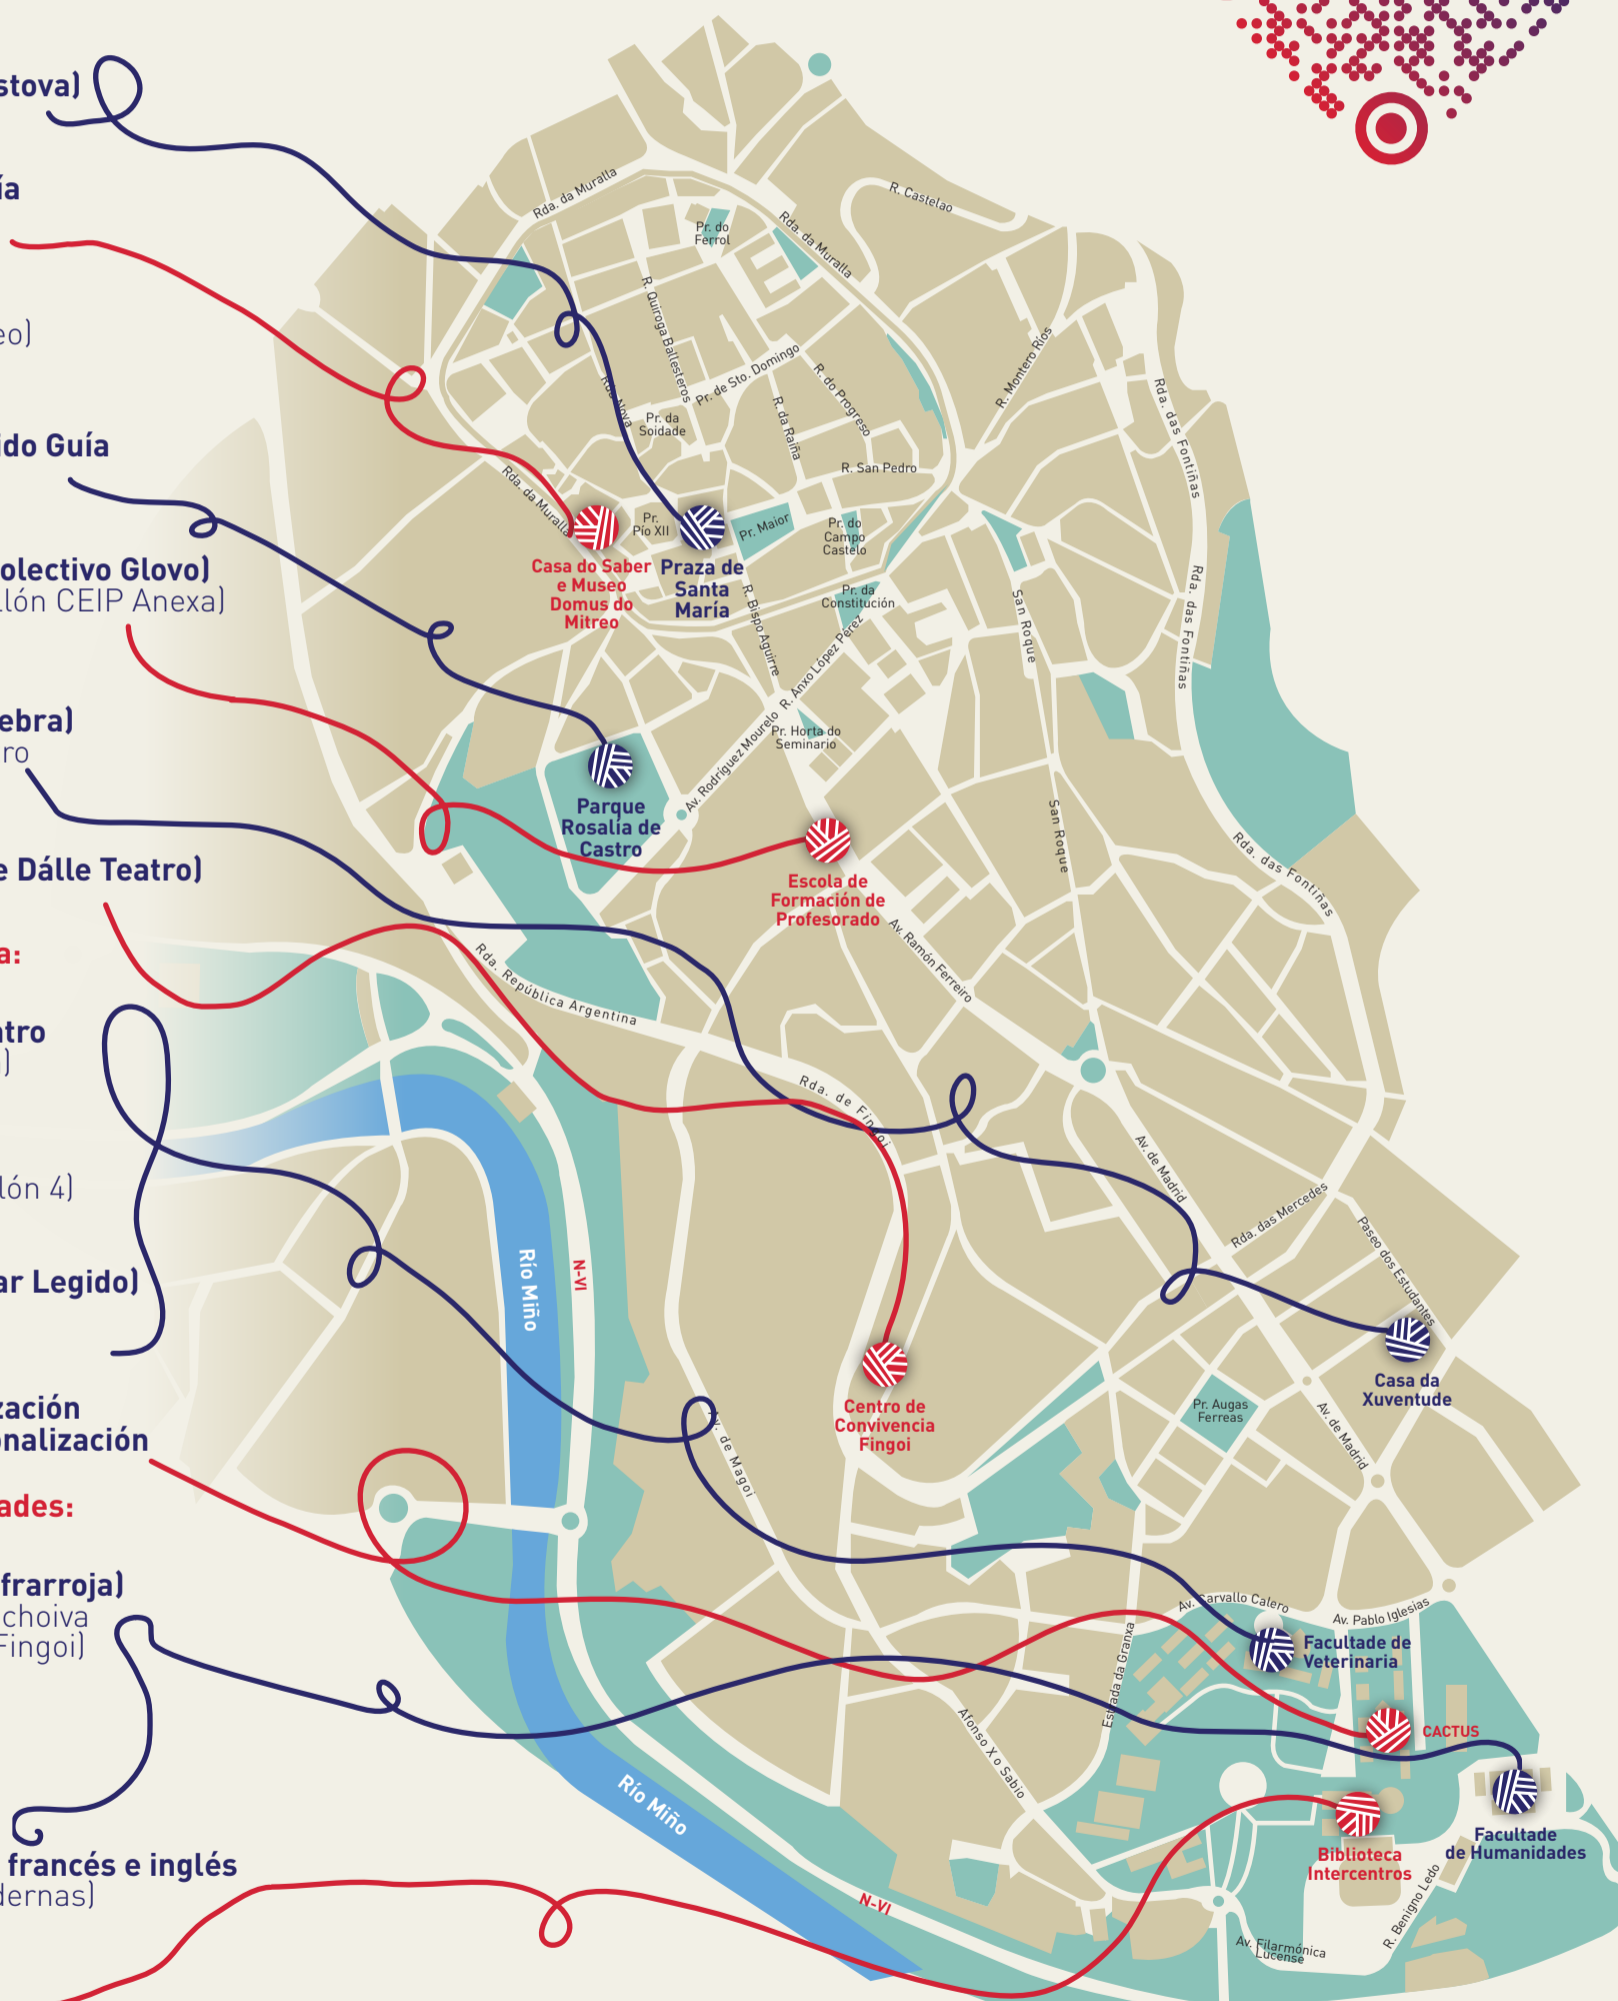 stova)
ía
eo)
ido Guía
olectivo Glovo)
llón CEIP Anexa)
ebra)
ro
e Dálle Teatro)
a:
atro
)
lón 4)
ar Legido)
zación
onalización
ades:
frarroja)
choiva
Fingoi)
francés e inglés
dernas)
Rda. da Muralla
Pr. do
Ferrol
Rda. da Muralla
R. Castelao
R. Quiroga Ballesteros
Pr. de Sto. Domingo
R. do Progreso
R. Montero Ríos
Rda. das Fontiñas
Rúa Nova
Pr. da
Soidade
R. da Raíña
R. San Pedro
Rda. da Muralla
Pr.
Pío XII
Pr. Maior
Pr. do
Campo
Castelo
Casa do Saber
e Museo
Domus do
Mitreo
Praza de
Santa
María
R. Bispo Aguirre
Pr. da
Constitución
San Roque
Rda. das Fontiñas
R. Anxo López Pérez
Av. Rodríguez Mourelo
Pr. Horta do
Seminario
Parque
Rosalía de
Castro
San Roque
Rda. das Fontiñas
Escola de
Formación de
Profesorado
Av. Ramón Ferreiro
Rda. República Argentina
Rda. de Fingoi
Av. de Madrid
Rda. das Mercedes
Paseo dos Estudantes
Río Miño
N-VI
Casa da
Xuventude
Centro de
Convivencia
Fingoi
Pr. Augas
Ferreas
Av. de Madrid
Av. de Magoi
Av. Carvallo Calero
Av. Pablo Iglesias
Facultade de
Veterinaria
Estrada da Granxa
Afonso X o Sabio
CACTUS
Río Miño
Facultade
de Humanidades
Biblioteca
Intercentros
N-VI
R. Benigno Ledo
Av. Filarmónica
Lucense